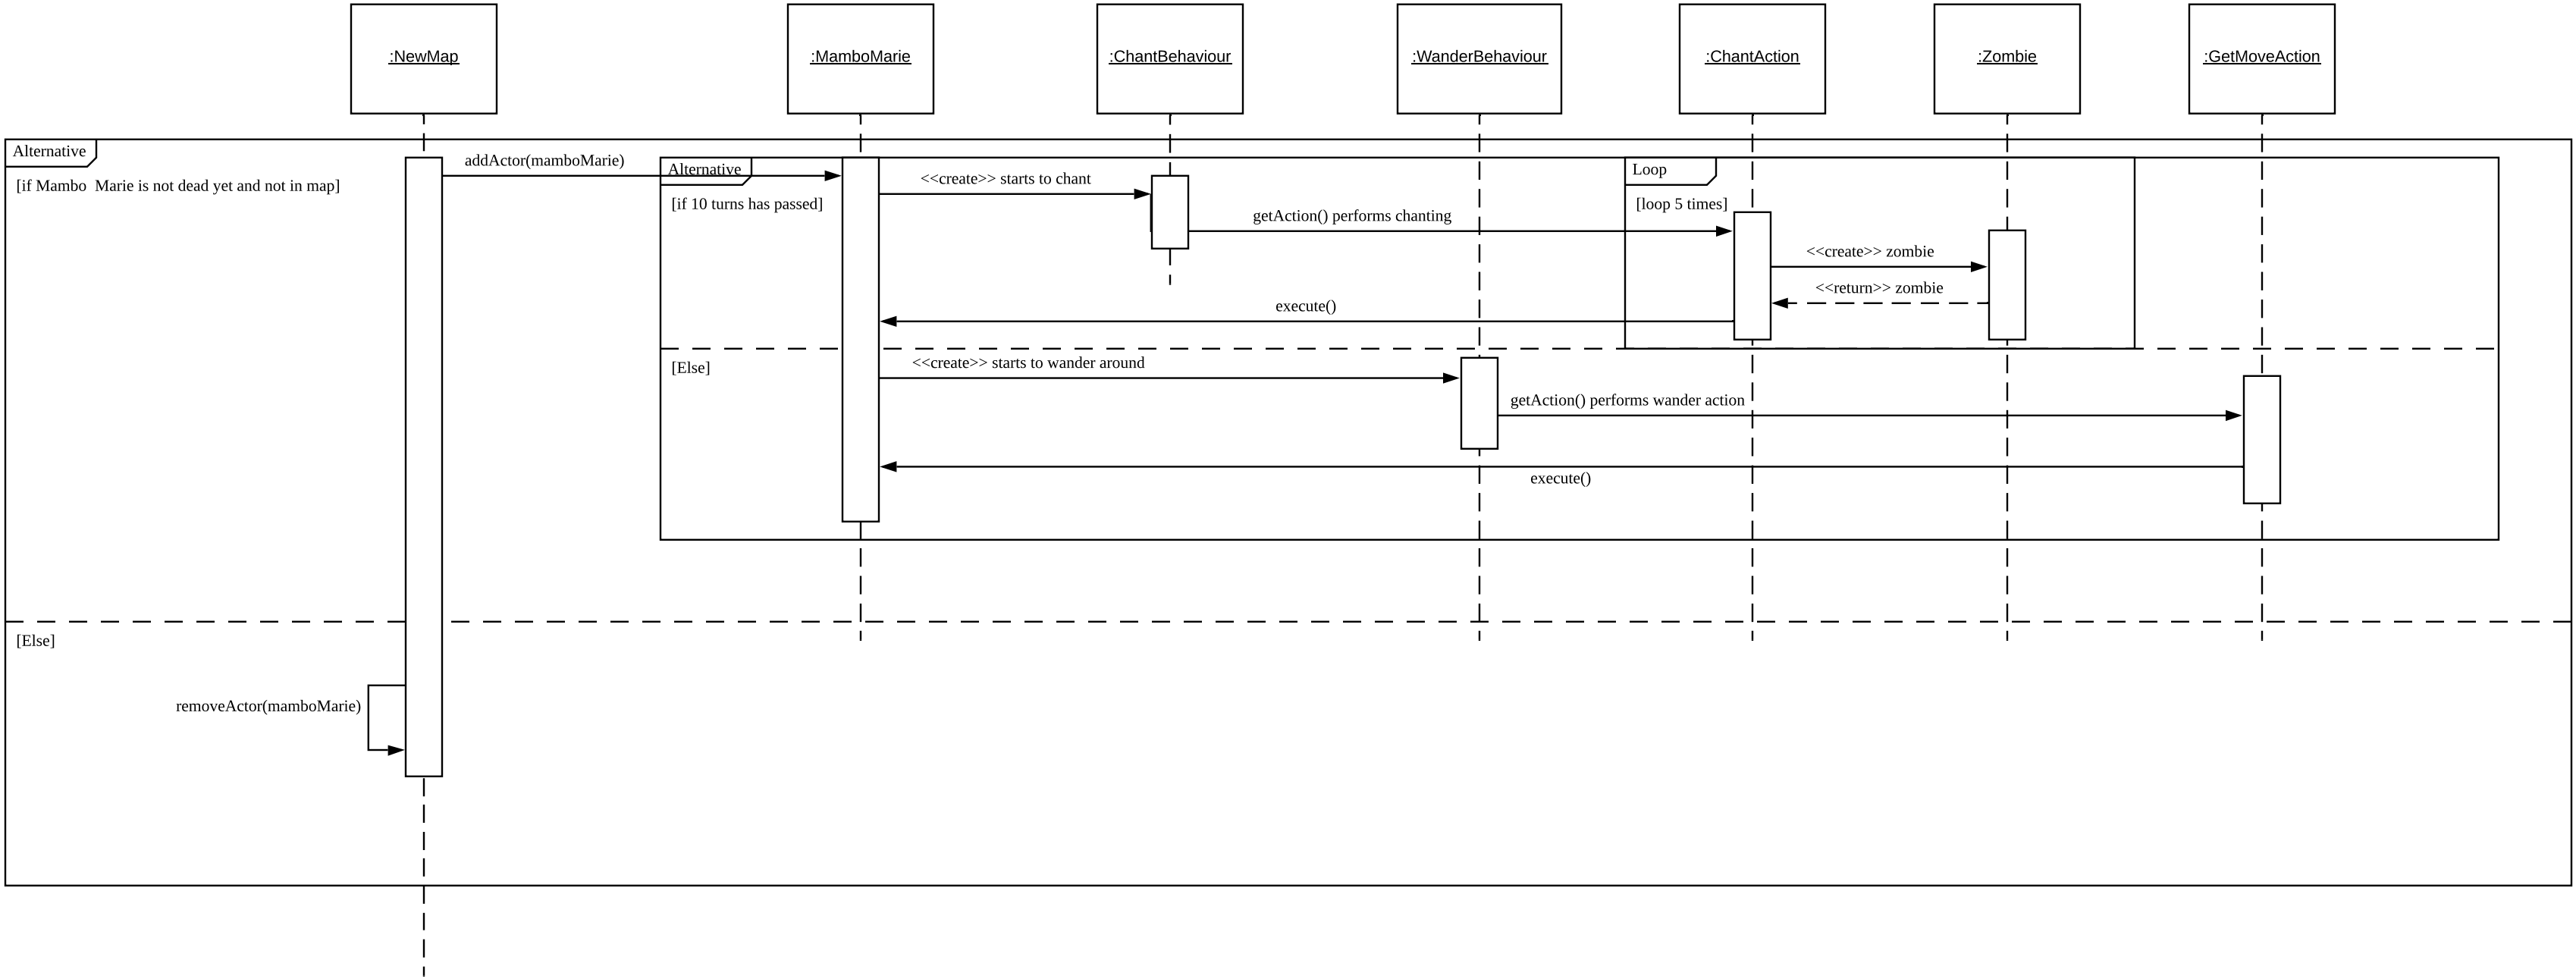 :NewMap
:MamboMarie
:ChantBehaviour
:WanderBehaviour
:ChantAction
:Zombie
:GetMoveAction
Alternative
[if Mambo  Marie is not dead yet and not in map]
addActor(mamboMarie)
Alternative
[if 10 turns has passed]
<<create>> starts to chant
Loop
[loop 5 times]
getAction() performs chanting
<<create>> zombie
<<return>> zombie
execute()
[Else]
<<create>> starts to wander around
getAction() performs wander action
execute()
[Else]
removeActor(mamboMarie)